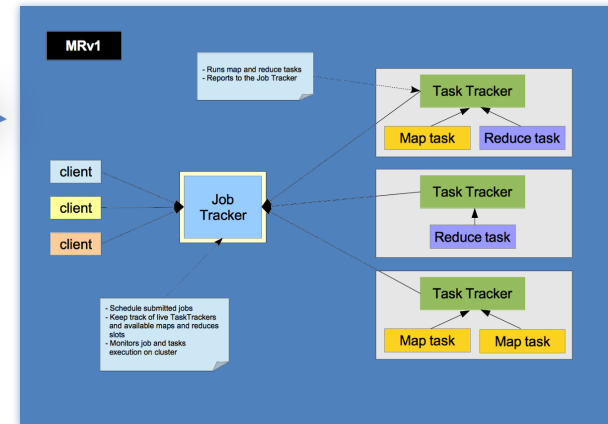 MRv1
- Runs map and reduce tasks
- Reports to the Job Tracker
Task Tracker
Map task
Reduce task
client
client
client
Job
Tracker
Task Tracker
Reduce task
- Schedule submitted jobs
- Keep track of live TaskTrackers
and available maps and reduces
slots
- Monitors job and tasks
execution on cluster
Task Tracker
Map task
Map task